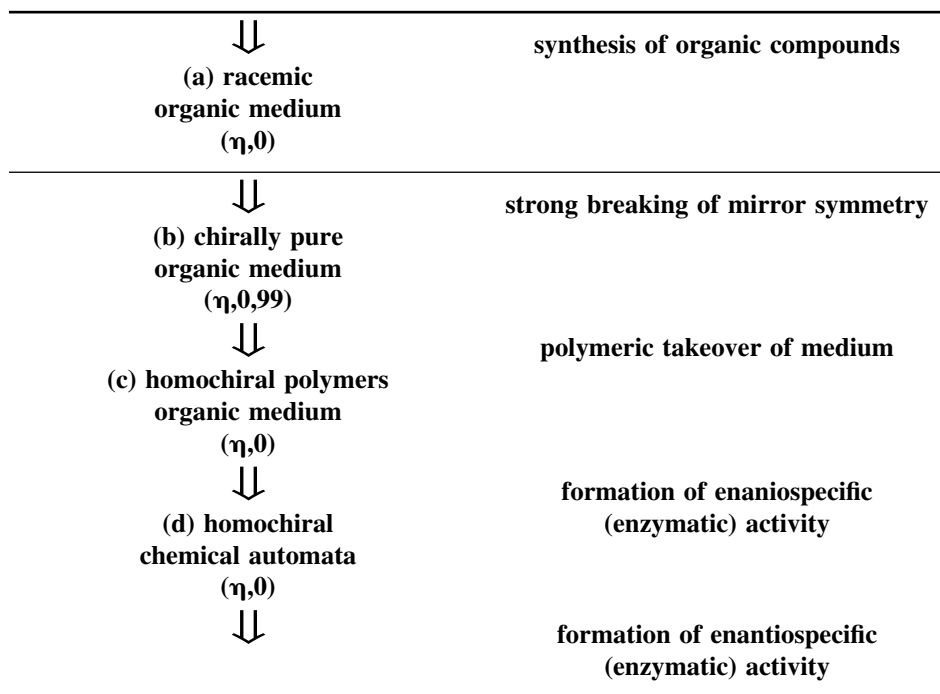 synthesis of organic compounds
(a) racemic
organic medium
(η,0)
strong breaking of mirror symmetry
(b) chirally pure
organic medium
(η,0,99)
polymeric takeover of medium
(c) homochiral polymers
organic medium
(η,0)
formation of enaniospecific
(enzymatic) activity
(d) homochiral
chemical automata
(η,0)
formation of enantiospecific
(enzymatic) activity